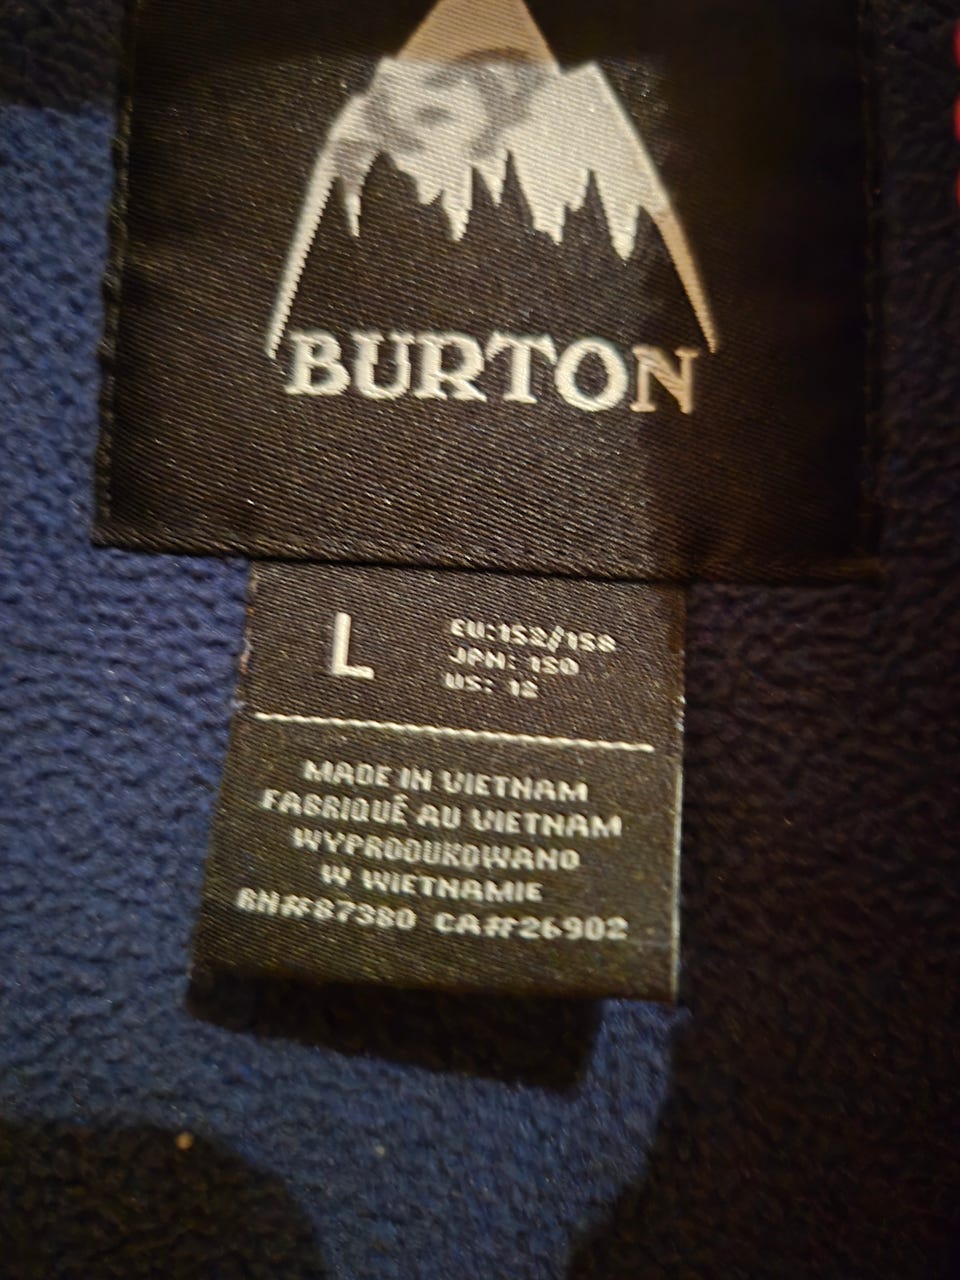 BURTON
L
EU:152/158
JPN: 150
US: 12
MADE IN VIETNAM
FABRIQUÉ AU VIETNAM
WYPRODUKOWANO
W WIETNAMIE
RN#87380 CA#26902